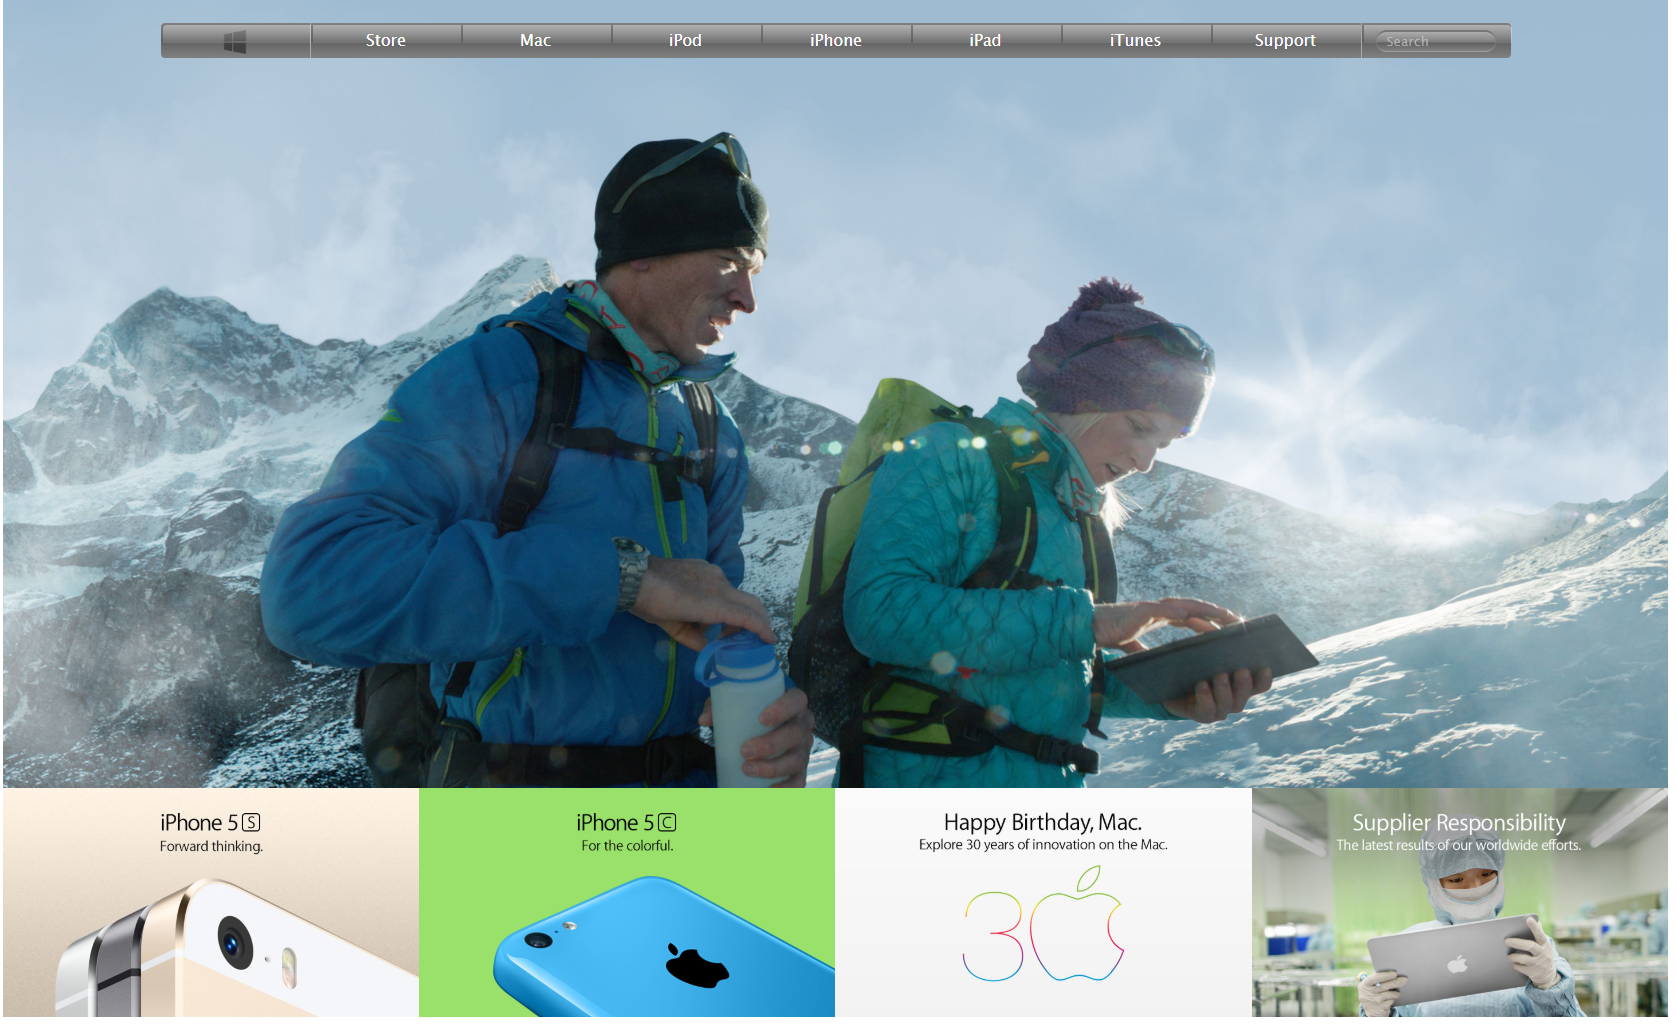 Store Mac iPod iPhone iPad iTunes Support Search
iPhone 5S
Forward thinking.
iPhone 5C
For the colorful.
Happy Birthday, Mac.
Explore 30 years of innovation on the Mac.
30
Supplier Responsibility
The latest results of our worldwide efforts.